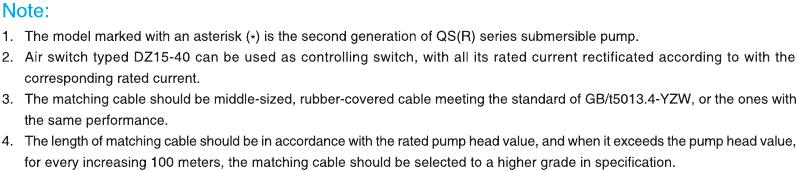 Note:
1. The model marked with an asterisk (*) is the second generation of QS(R) series submersible pump.
2. Air switch typed DZ15-40 can be used as controlling switch, with all its rated current rectificated according to with the
corresponding rated current.
3. The matching cable should be middle-sized, rubber-covered cable meeting the standard of GB/t5013.4-YZW, or the ones with
the same performance.
4. The length of matching cable should be in accordance with the rated pump head value, and when it exceeds the pump head value,
for every increasing 100 meters, the matching cable should be selected to a higher grade in specification.